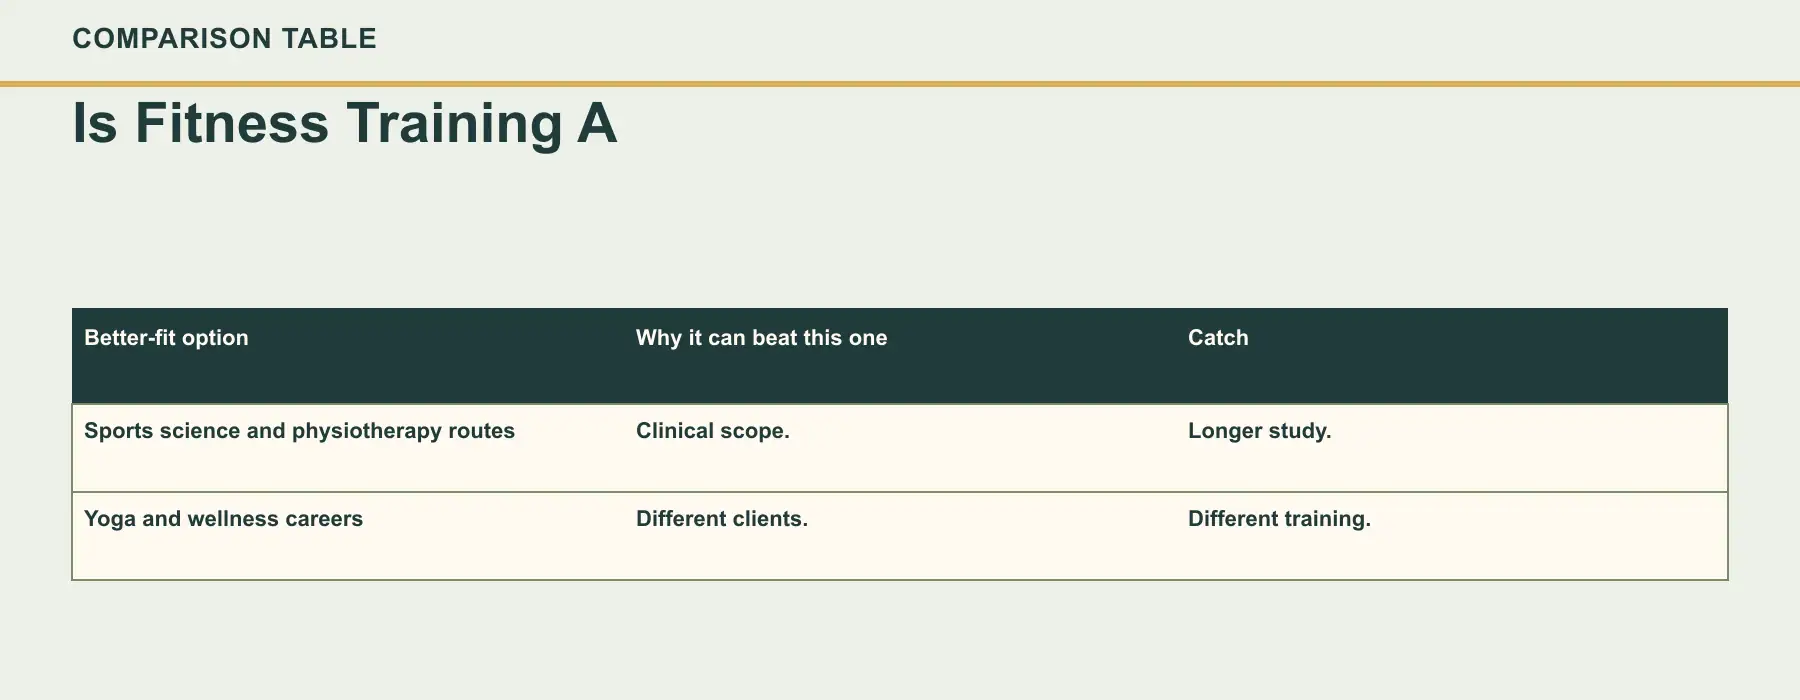 COMPARISON TABLE
Is Fitness Training A
Better-fit option Why it can beat this one Catch
Sports science and physiotherapy routes Clinical scope. Longer study.
Yoga and wellness careers Different clients. Different training.